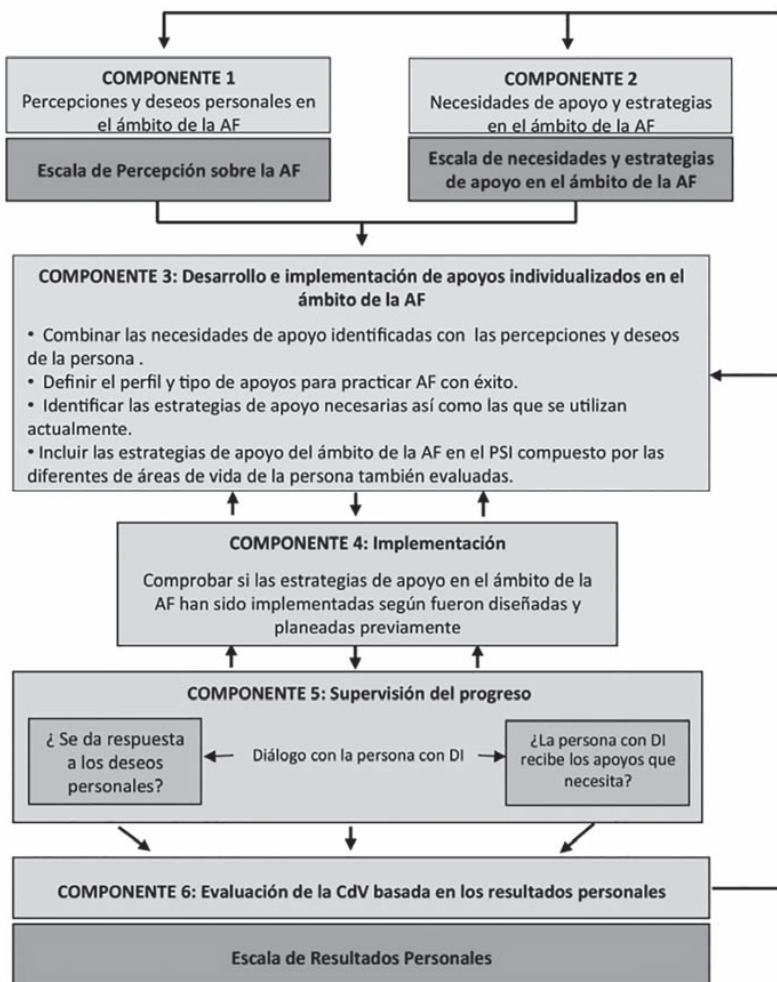 COMPONENTE 1
Percepciones y deseos personales en
el ámbito de la AF
Escala de Percepción sobre la AF
COMPONENTE 2
Necesidades de apoyo y estrategias
en el ámbito de la AF
Escala de necesidades y estrategias
de apoyo en el ámbito de la AF
COMPONENTE 3: Desarrollo e implementación de apoyos individualizados en el
ámbito de la AF
• Combinar las necesidades de apoyo identificadas con las percepciones y deseos
de la persona .
• Definir el perfil y tipo de apoyos para practicar AF con éxito.
• Identificar las estrategias de apoyo necesarias así como las que se utilizan
actualmente.
• Incluir las estrategias de apoyo del ámbito de la AF en el PSI compuesto por las
diferentes de áreas de vida de la persona también evaluadas.
COMPONENTE 4: Implementación
Comprobar si las estrategias de apoyo en el ámbito de la
AF han sido implementadas según fueron diseñadas y
planeadas previamente
COMPONENTE 5: Supervisión del progreso
¿ Se da respuesta
a los deseos
personales?
Diálogo con la persona con DI
¿La persona con DI
recibe los apoyos que
necesita?
COMPONENTE 6: Evaluación de la CdV basada en los resultados personales
Escala de Resultados Personales